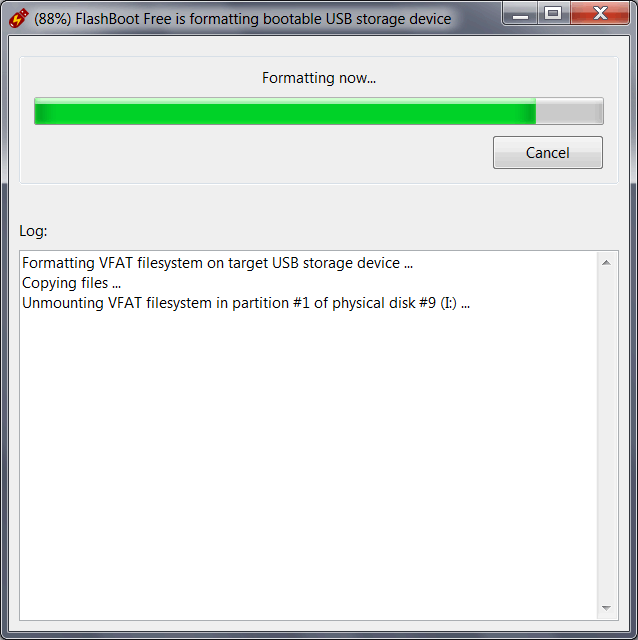 (88%) FlashBoot Free is formatting bootable USB storage device
Formatting now...
Cancel
Log:
Formatting VFAT filesystem on target USB storage device ...
Copying files ...
Unmounting VFAT filesystem in partition #1 of physical disk #9 (I:) ...